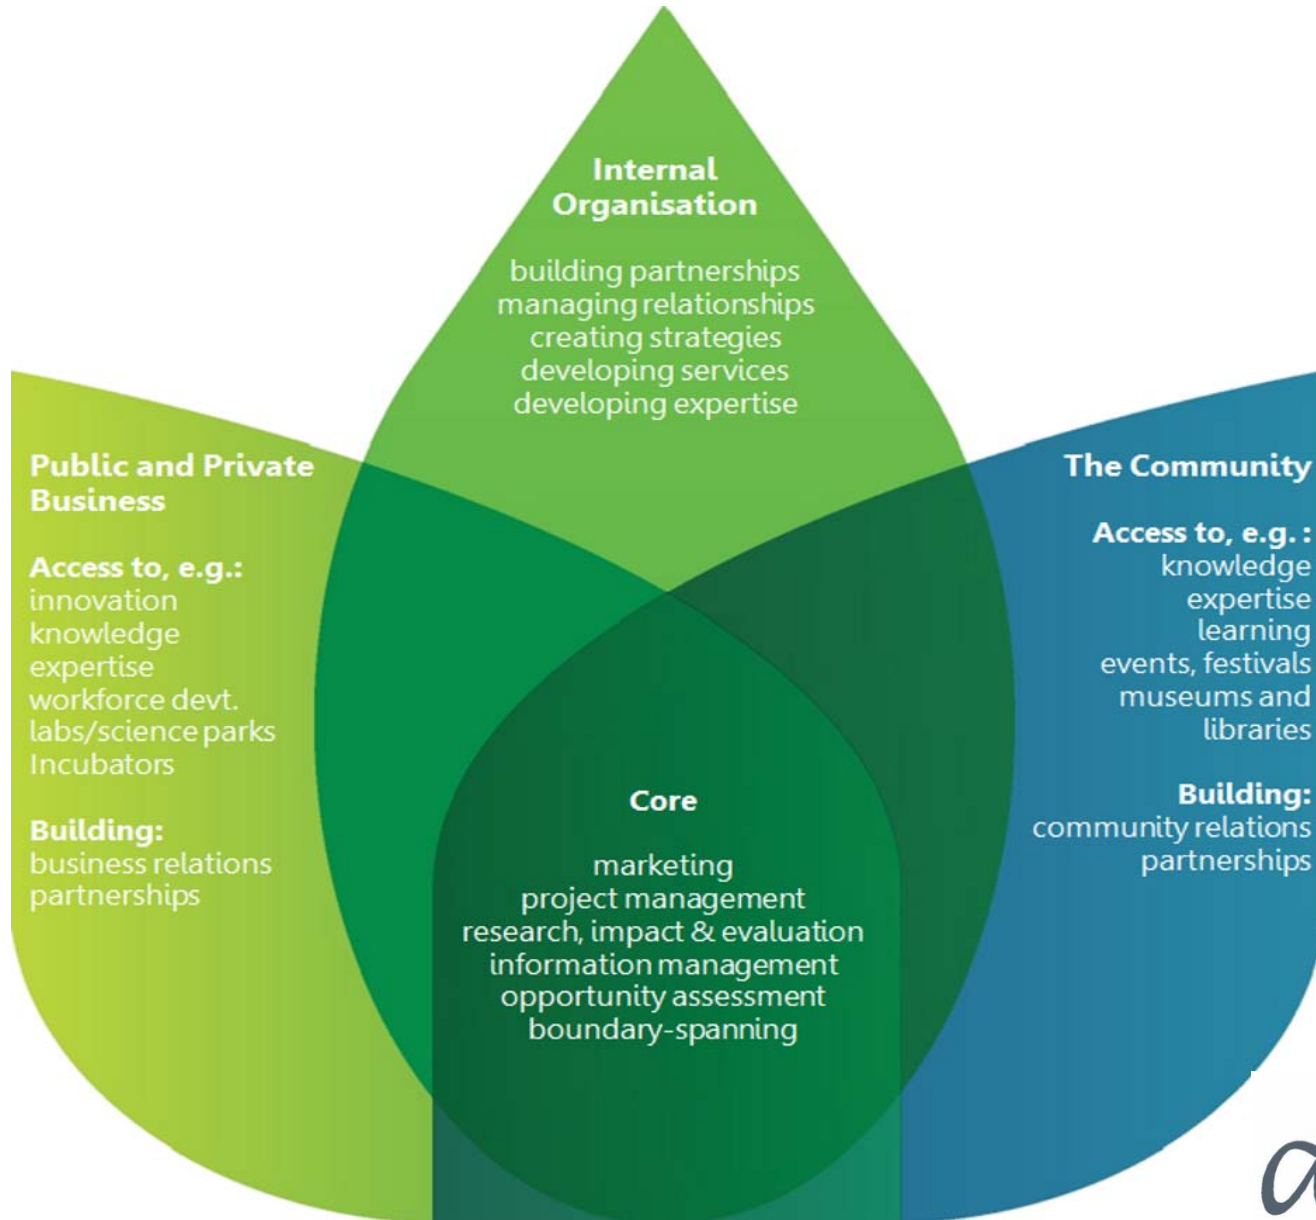 Internal
Organisation
building partnerships
managing relationships
creating strategies
developing services
developing expertise
Public and Private
Business
Access to, e.g.:
innovation
knowledge
expertise
workforce devt.
labs/science parks
Incubators
Building:
business relations
partnerships
The Community
Access to, e.g. :
knowledge
expertise
learning
events, festivals
museums and
libraries
Building:
community relations
partnerships
Core
marketing
project management
research, impact & evaluation
information management
opportunity assessment
boundary-spanning